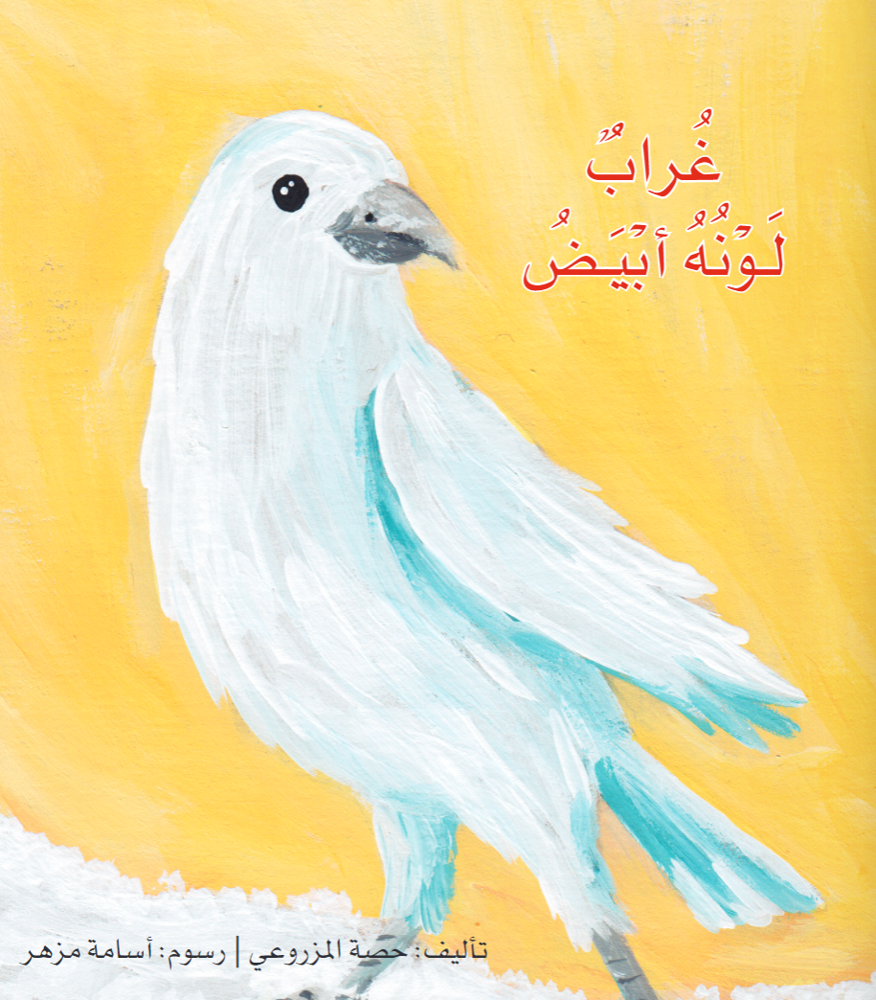 غُرابٌ
لَوْنُهُ أبْيَضُ
تأليف: حصة المزروعي | رسوم: أسامة مزهر